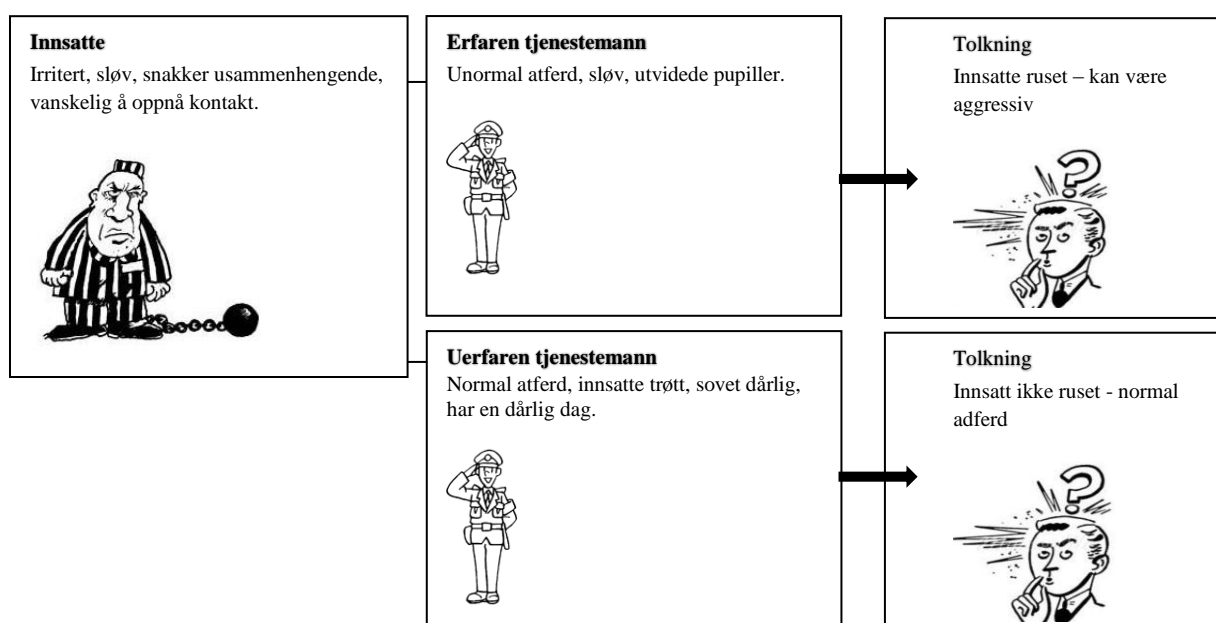 Innsatte
Irritert, sløv, snakker usammenhengende,
vanskelig å oppnå kontakt.
Erfaren tjenestemann
Unormal atferd, sløv, utvidede pupiller.
Tolkning
Innsatte ruset – kan være
aggressiv
Uerfaren tjenestemann
Normal atferd, innsatte trøtt, sovet dårlig,
har en dårlig dag.
Tolkning
Innsatt ikke ruset - normal
adferd